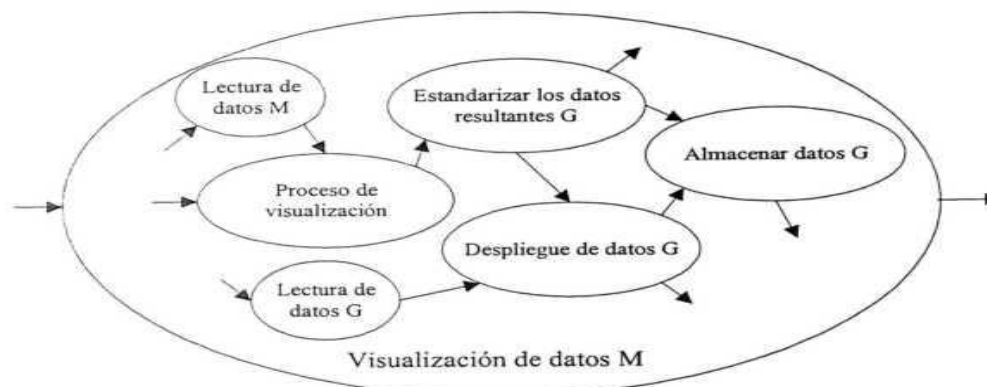 Lectura de
datos M
Estandarizar los datos
resultantes G
Almacenar datos G
Proceso de
visualización
Despliegue de datos G
Lectura de
datos G
Visualización de datos M